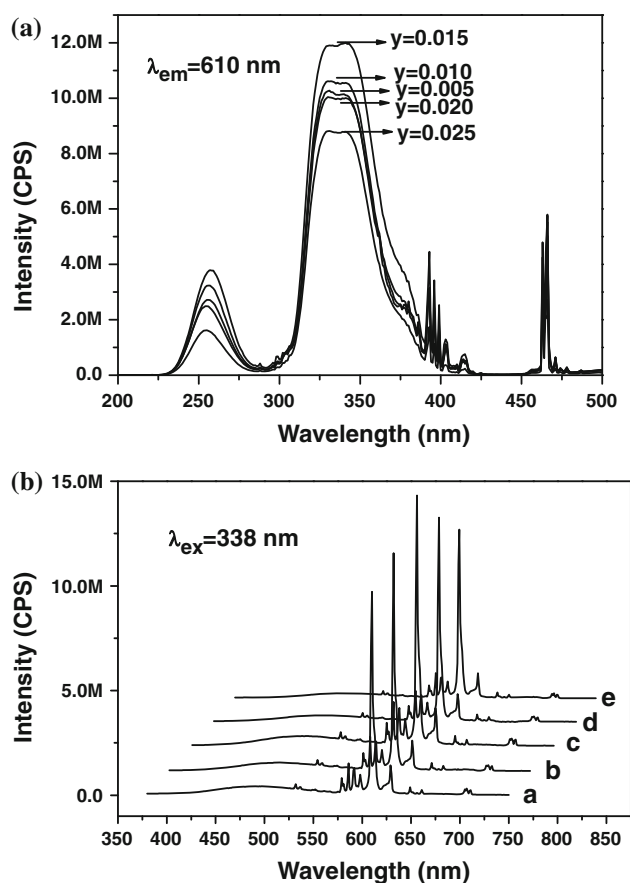 (a)
12.0M
10.0M
8.0M
6.0M
4.0M
2.0M
0.0
Intensity (CPS)
λem=610 nm
y=0.015
y=0.010
y=0.005
y=0.020
y=0.025
200 250 300 350 400 450 500
Wavelength (nm)
(b)
15.0M
10.0M
5.0M
0.0
Intensity (CPS)
λex=338 nm
e
d
c
b
a
350 400 450 500 550 600 650 700 750 800 850
Wavelength (nm)